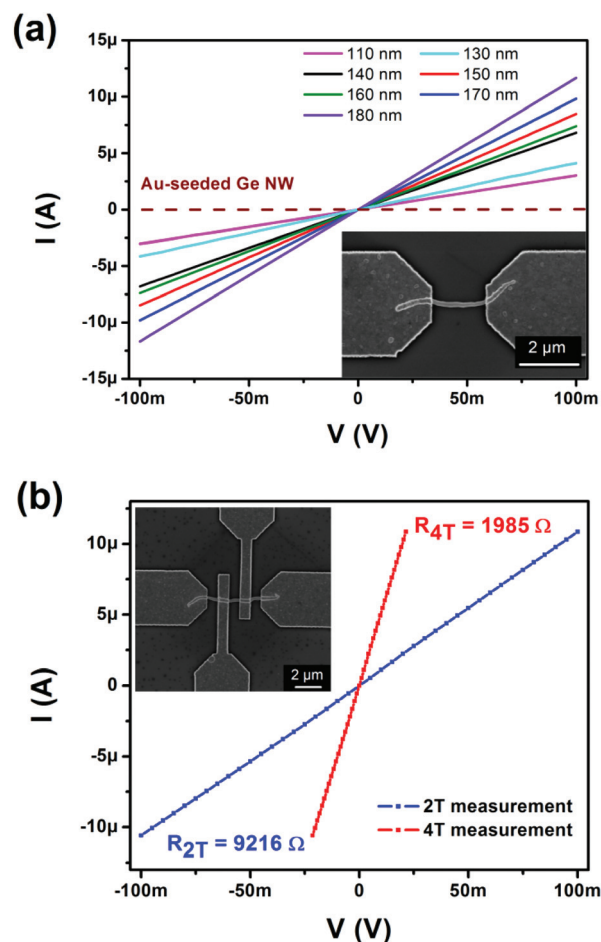 (a)
15μ
10μ
5μ
0
-5μ
-10μ
-15μ
I (A)
110 nm
130 nm
140 nm
150 nm
160 nm
170 nm
180 nm
Au-seeded Ge NW
2 μm
-100m
-50m
0
50m
100m
V (V)
(b)
10μ
5μ
0
-5μ
-10μ
I (A)
2 μm
R4T = 1985 Ω
R2T = 9216 Ω
2T measurement
4T measurement
-100m
-50m
0
50m
100m
V (V)